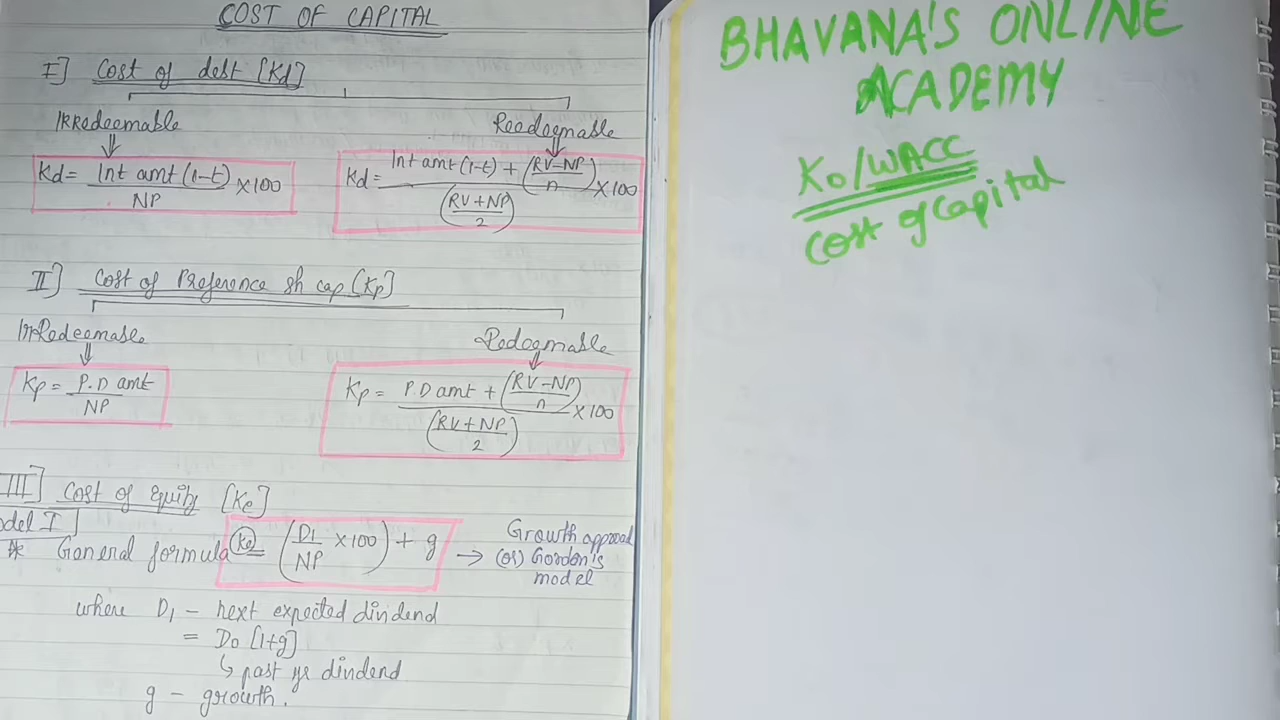 COST OF CAPITAL
I] Cost of debt [Kd]
IRRedeemable
Kd = Int amt (1-t) / NP × 100
Reedeemable
Kd = Int amt (1-t) + (RV-NP / n) / (RV+NP / 2) × 100
II] Cost of Preference sh cap [Kp]
IrRedeemable
Kp = P.D amt / NP
Redeemable
Kp = P.D amt + (RV-NP / n) / (RV+NP / 2) × 100
III] Cost of Equity [Ke]
odel I]
* General formula Ke = (D1 / NP × 100) + g → Growth approad
(or) Gordon's
model
where D1 – next expected dividend
= D0 [1+g]
↳ past yr dividend
g – growth.
BHAVANA'S ONLINE
ACADEMY
Ko/WACC
Cost of Capital